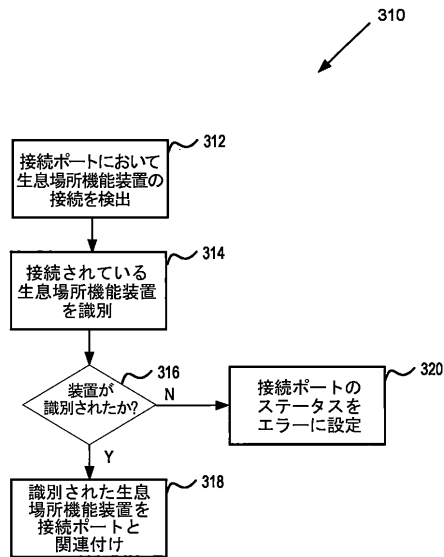 310
312
接続ポートにおいて
生息場所機能装置の
接続を検出
314
接続されている
生息場所機能装置
を識別
316
装置が
識別されたか?
N
320
接続ポートの
ステータスを
エラーに設定
Y
318
識別された生息
場所機能装置を
接続ポートと
関連付け